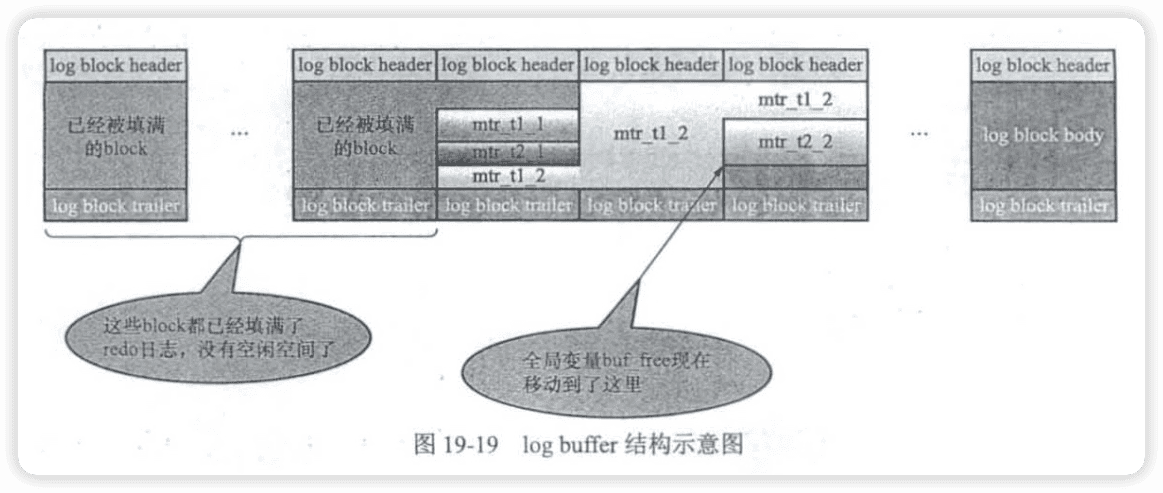 log block header
log block header
log block header
log block header
log block header
log block header
已经被填满
的block
...
已经被填满
的block
mtr_t1_1
mtr_t2_1
mtr_t1_2
mtr_t1_2
mtr_t1_2
mtr_t2_2
...
log block body
log block trailer
log block trailer
log block trailer
log block trailer
log block trailer
log block trailer
这些block都已经填满了
redo日志，没有空闲空间了
全局变量buf_free现在
移动到了这里
图 19-19 log buffer 结构示意图